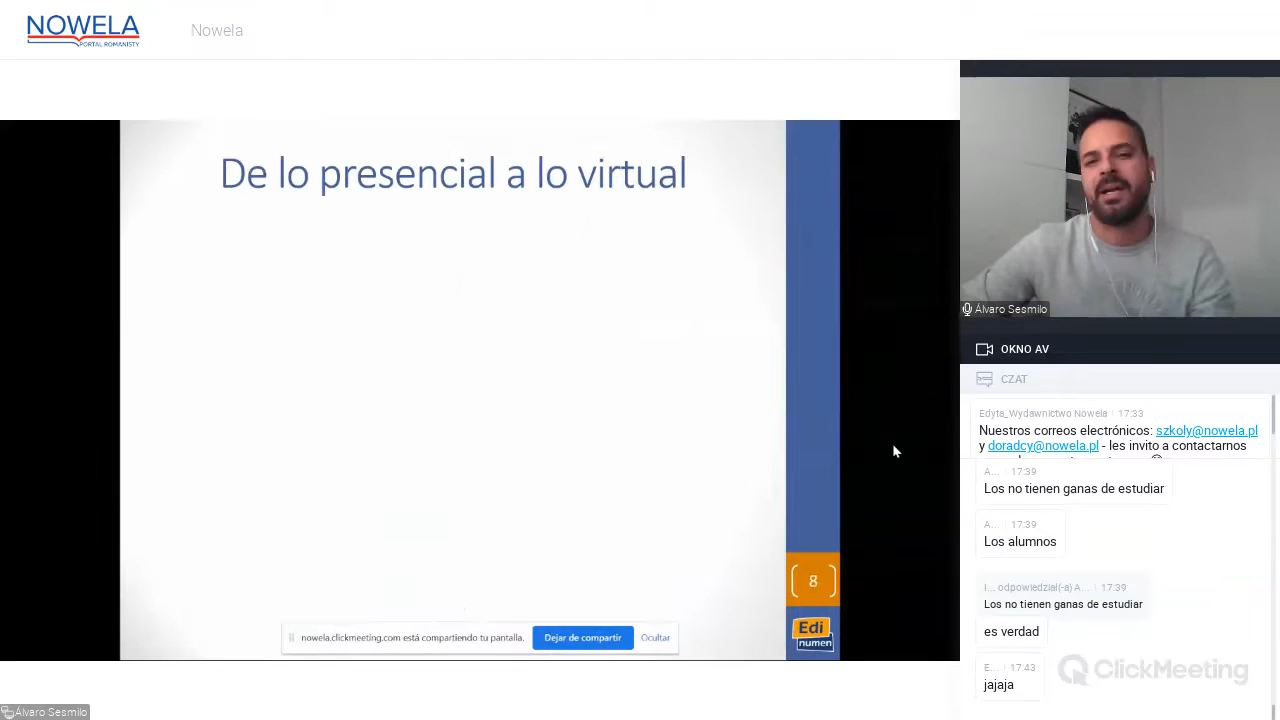 NOWELA
PORTAL ROMANISTY
Nowela
De lo presencial a lo virtual
8
Edi
numen
nowela.clickmeeting.com está compartiendo tu pantalla.
Dejar de compartir
Ocultar
Álvaro Sesmilo
Álvaro Sesmilo
OKNO AV
CZAT
Edyta_Wydawnictwo Nowela 17:33
Nuestros correos electrónicos: szkoly@nowela.pl
y doradcy@nowela.pl - les invito a contactarnos
A... 17:39
Los no tienen ganas de estudiar
A... 17:39
Los alumnos
I... odpowiedział(-a) A... 17:39
Los no tienen ganas de estudiar
es verdad
E... 17:43
jajaja
ClickMeeting